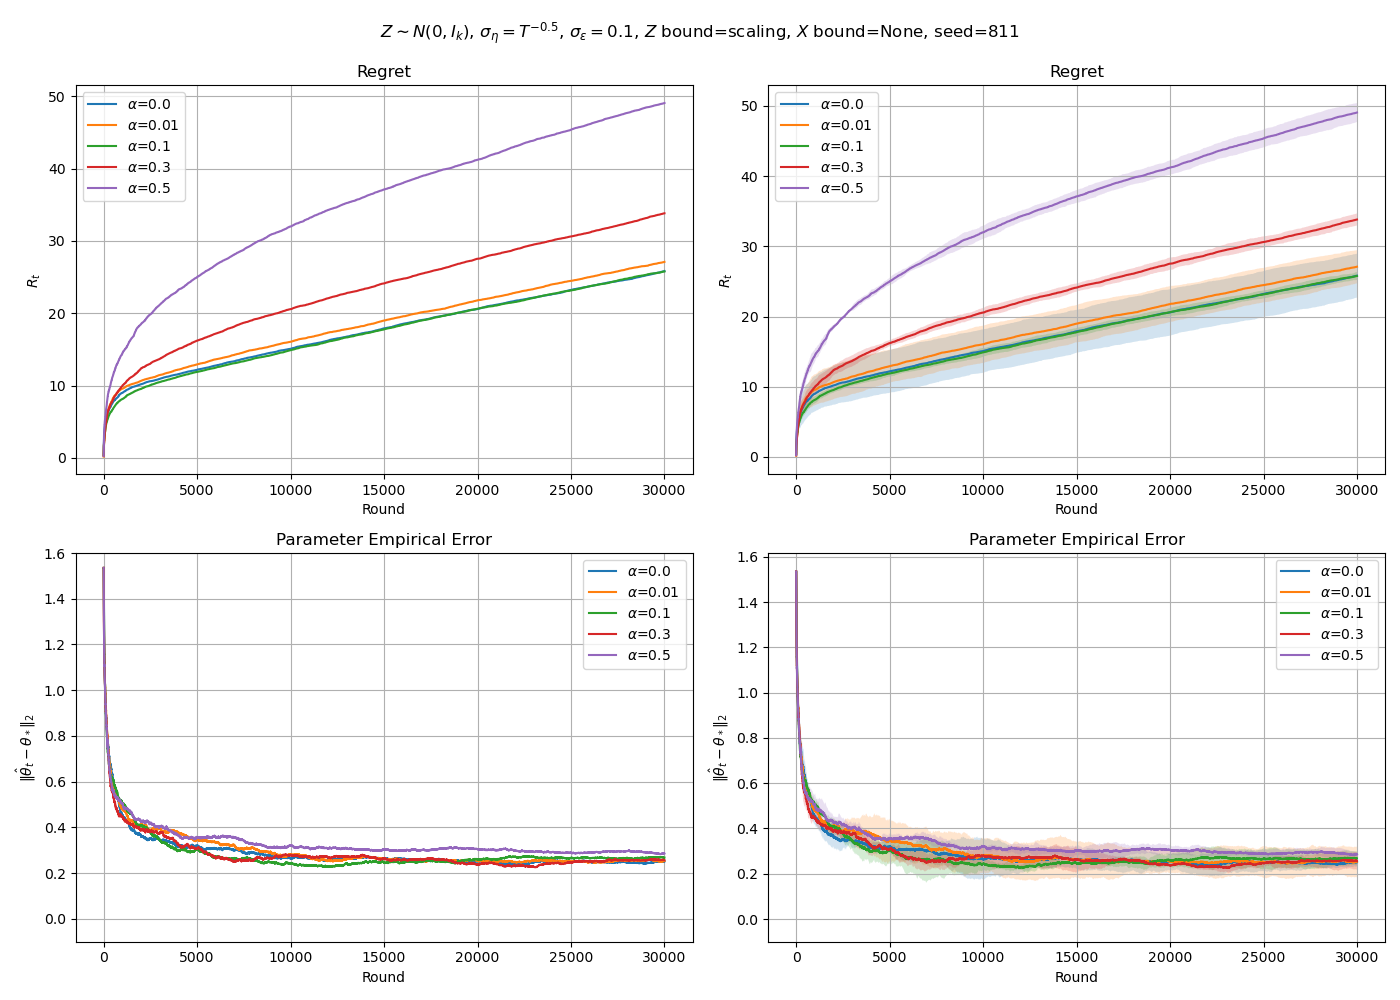 Z ∼ N(0, I_k), σ_η = T^{-0.5}, σ_ε = 0.1, Z bound=scaling, X bound=None, seed=811
Regret
R_t
50
40
30
20
10
0
α=0.0
α=0.01
α=0.1
α=0.3
α=0.5
0 5000 10000 15000 20000 25000 30000
Round
Regret
R_t
50
40
30
20
10
0
α=0.0
α=0.01
α=0.1
α=0.3
α=0.5
0 5000 10000 15000 20000 25000 30000
Round
Parameter Empirical Error
‖θ̂_t − θ_*‖_2
1.6
1.4
1.2
1.0
0.8
0.6
0.4
0.2
0.0
α=0.0
α=0.01
α=0.1
α=0.3
α=0.5
0 5000 10000 15000 20000 25000 30000
Round
Parameter Empirical Error
‖θ̂_t − θ_*‖_2
1.6
1.4
1.2
1.0
0.8
0.6
0.4
0.2
0.0
α=0.0
α=0.01
α=0.1
α=0.3
α=0.5
0 5000 10000 15000 20000 25000 30000
Round